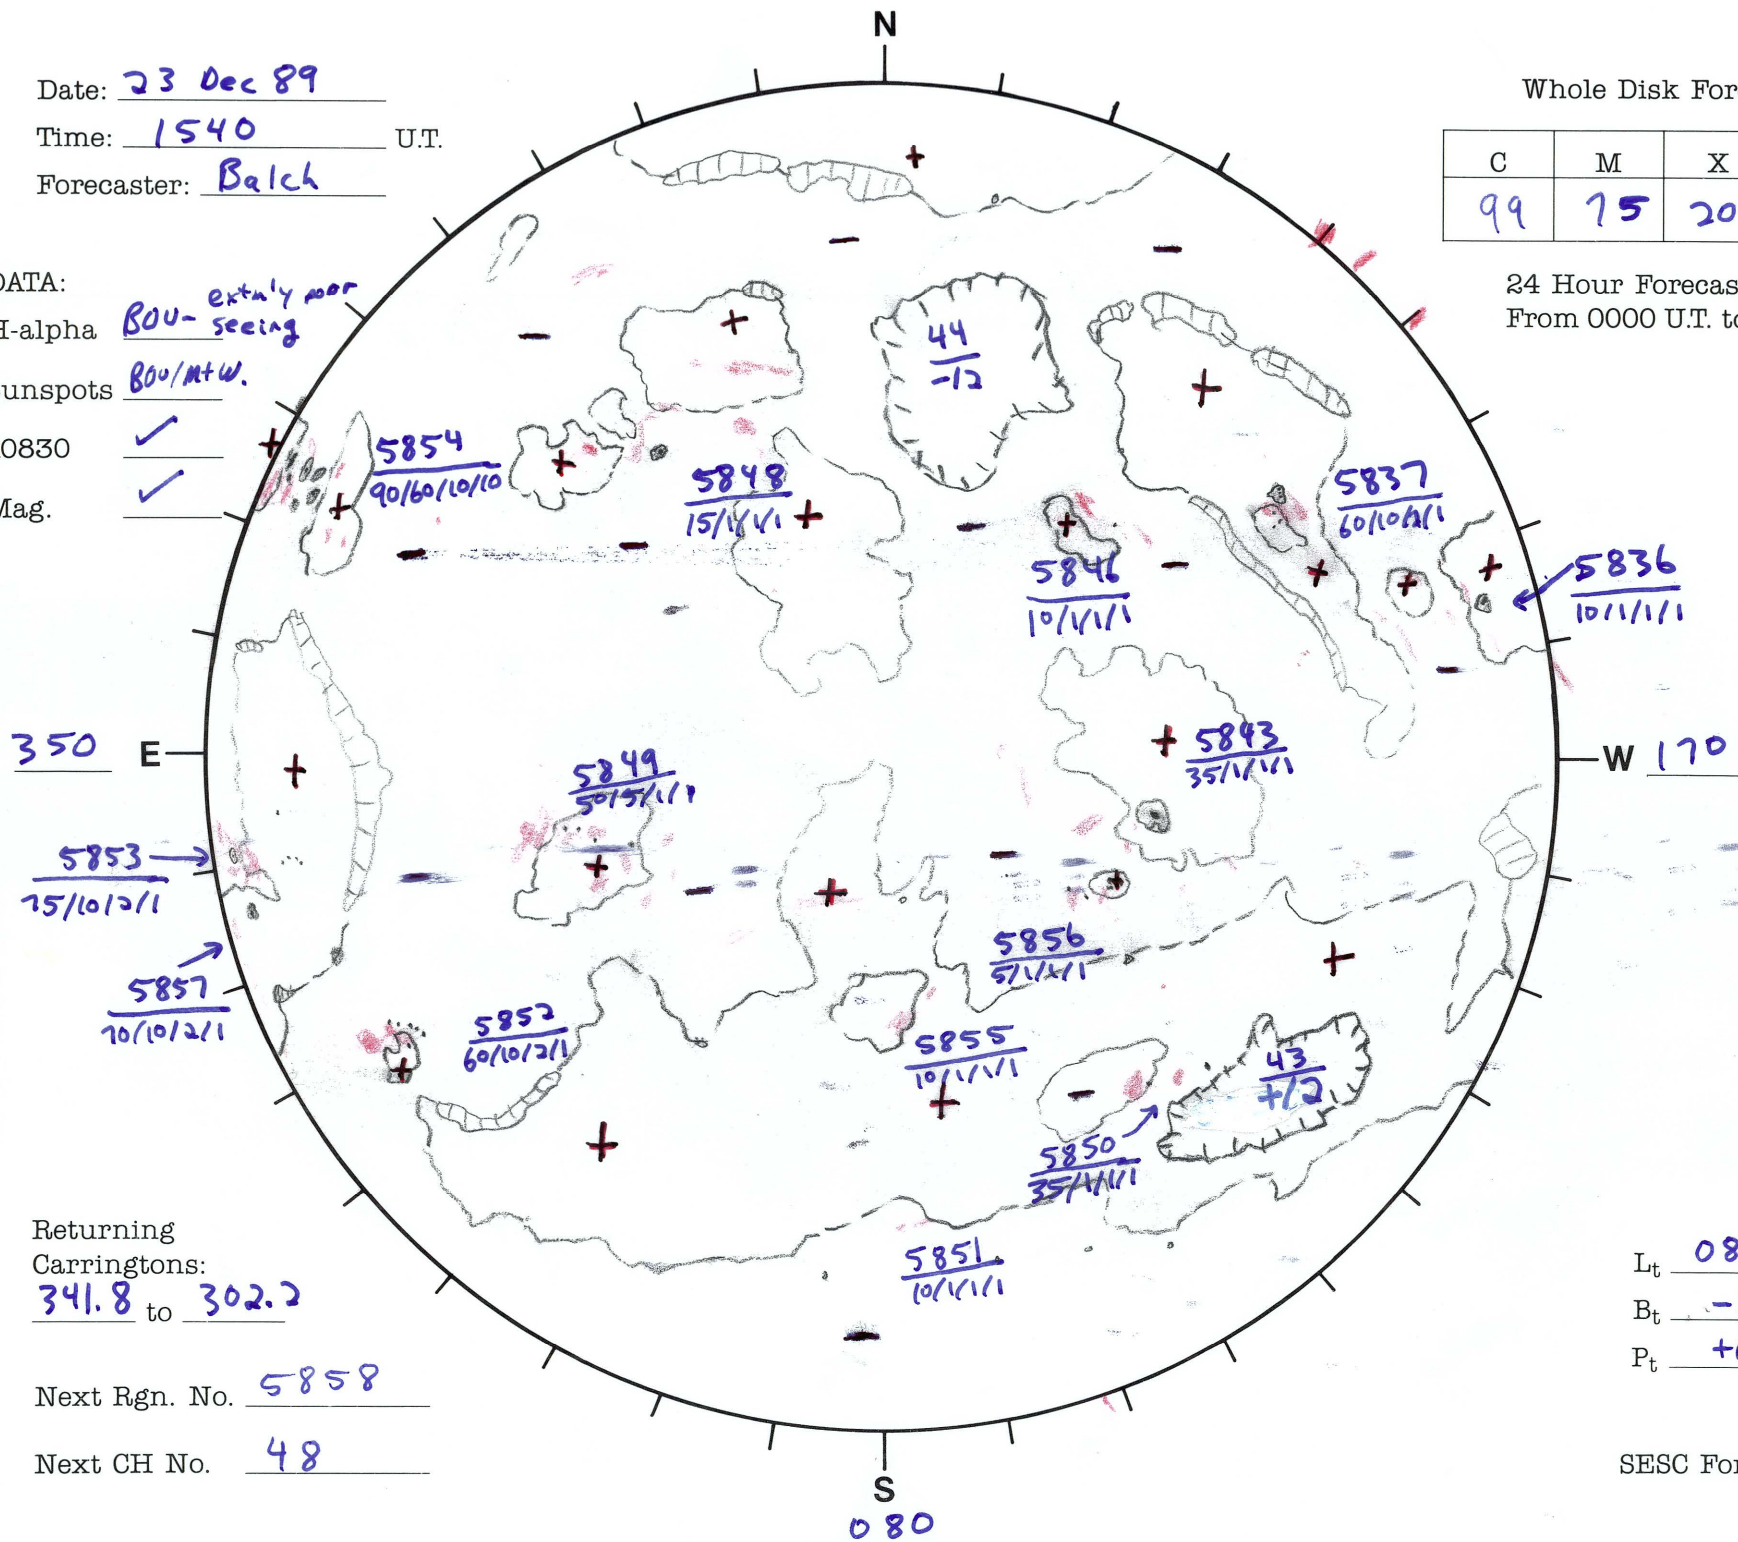 N
Date: 23 Dec 89
Time: 1540 U.T.
Forecaster: Balch
Whole Disk For
C M X
99 75 20
24 Hour Forecas
From 0000 U.T. to
DATA:
H-alpha BOU- extm'ly poor seeing
unspots BOU/MtW.
0830 ✓
Mag. ✓
44
-12
5854
90/60/10/10
5848
15/1/1/1
5837
60/10/2/1
5846
10/1/1/1
5836
10/1/1/1
350 E
W 170
5843
35/1/1/1
5849
50/5/1/1
5853
75/10/2/1
5856
5/1/1/1
5857
70/10/2/1
5852
60/10/2/1
5855
10/1/1/1
43
+/2
5850
35/1/1/1
5851
10/1/1/1
Returning
Carringtons:
341.8 to 302.2
Next Rgn. No. 5858
Next CH No. 48
Lt 08
Bt -
Pt +
SESC For
S
080